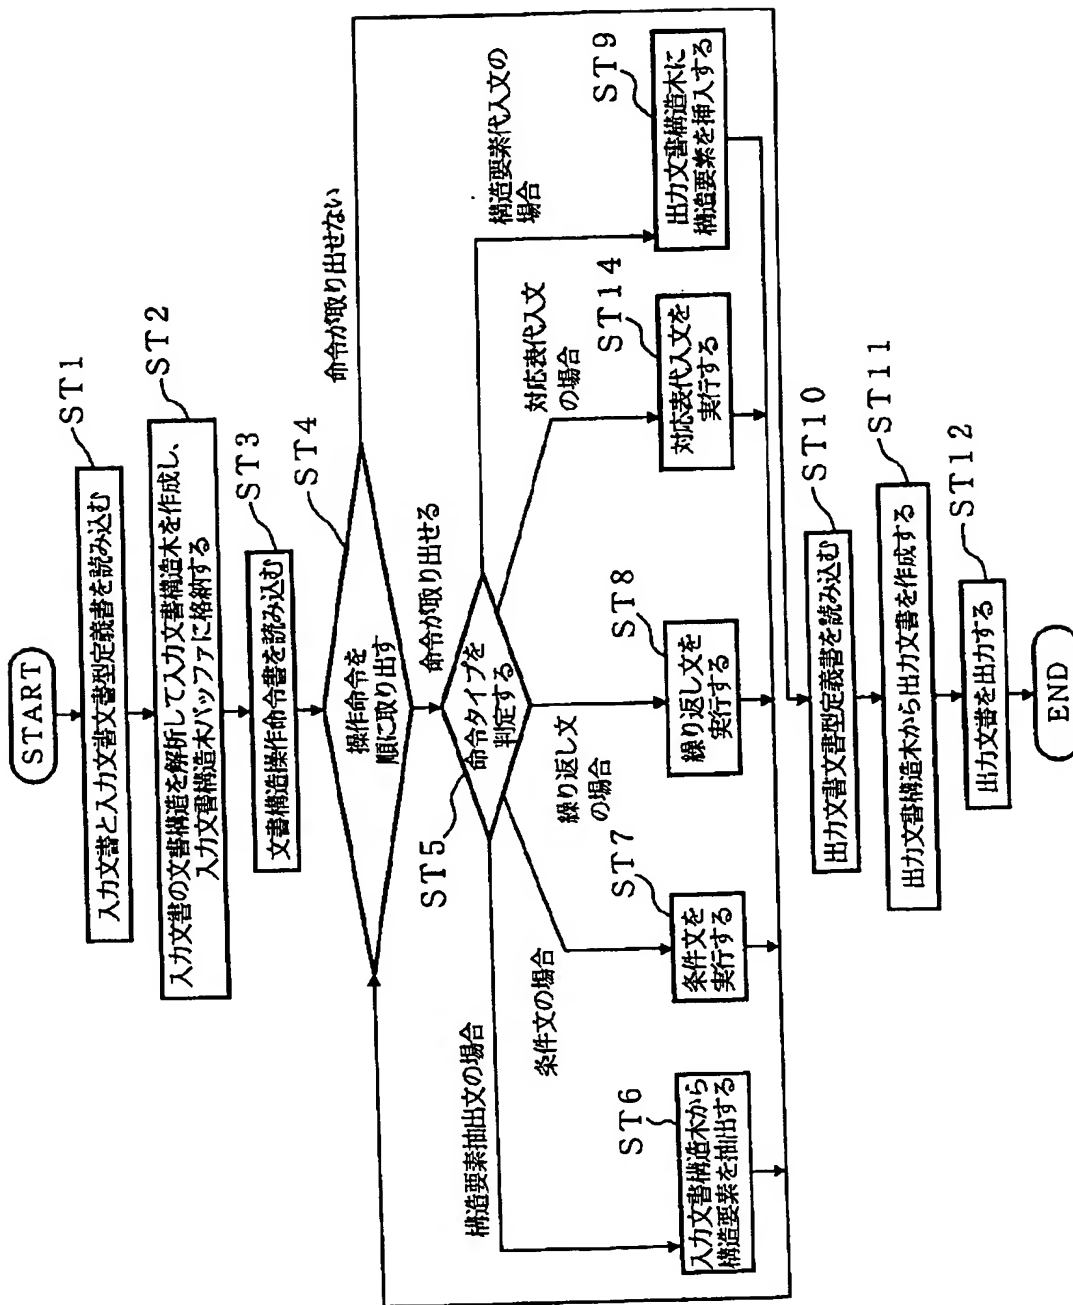 START
入力文書と入力文書文書型定義書を読み込む
ST1
入力文書の文書構造を解析して入力文書構造木を作成し、
入力文書構造木バッファに格納する
ST2
文書構造操作命令書を読み込む
ST3
操作命令を
順に取り出す
ST4
命令が取り出せない
命令が取り出せる
命令タイプを
判定する
ST5
構造要素抽出文の場合
条件文の場合
繰り返し文
の場合
対応表代入文
の場合
構造要素代入文の
場合
入力文書構造木から
構造要素を抽出する
ST6
条件文を
実行する
ST7
繰り返し文を
実行する
ST8
対応表代入文を
実行する
ST14
出力文書構造木に
構造要素を挿入する
ST9
出力文書文書型定義書を読み込む
ST10
出力文書構造木から出力文書を作成する
ST11
出力文書を出力する
ST12
END